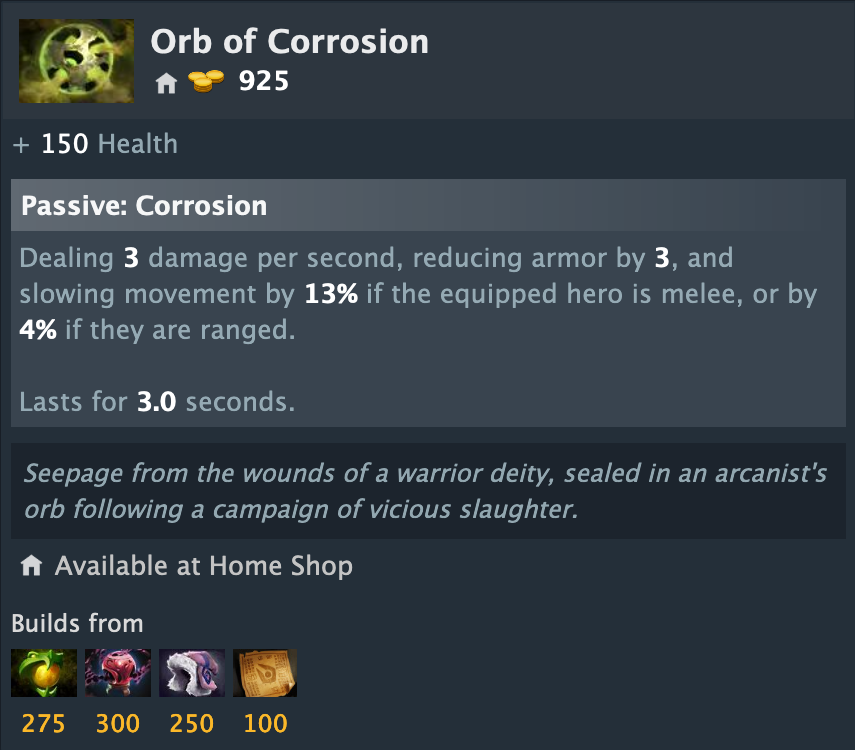 Orb of Corrosion
925
+ 150 Health
Passive: Corrosion
Dealing 3 damage per second, reducing armor by 3, and
slowing movement by 13% if the equipped hero is melee, or by
4% if they are ranged.
Lasts for 3.0 seconds.
Seepage from the wounds of a warrior deity, sealed in an arcanist's
orb following a campaign of vicious slaughter.
Available at Home Shop
Builds from
275 300 250 100